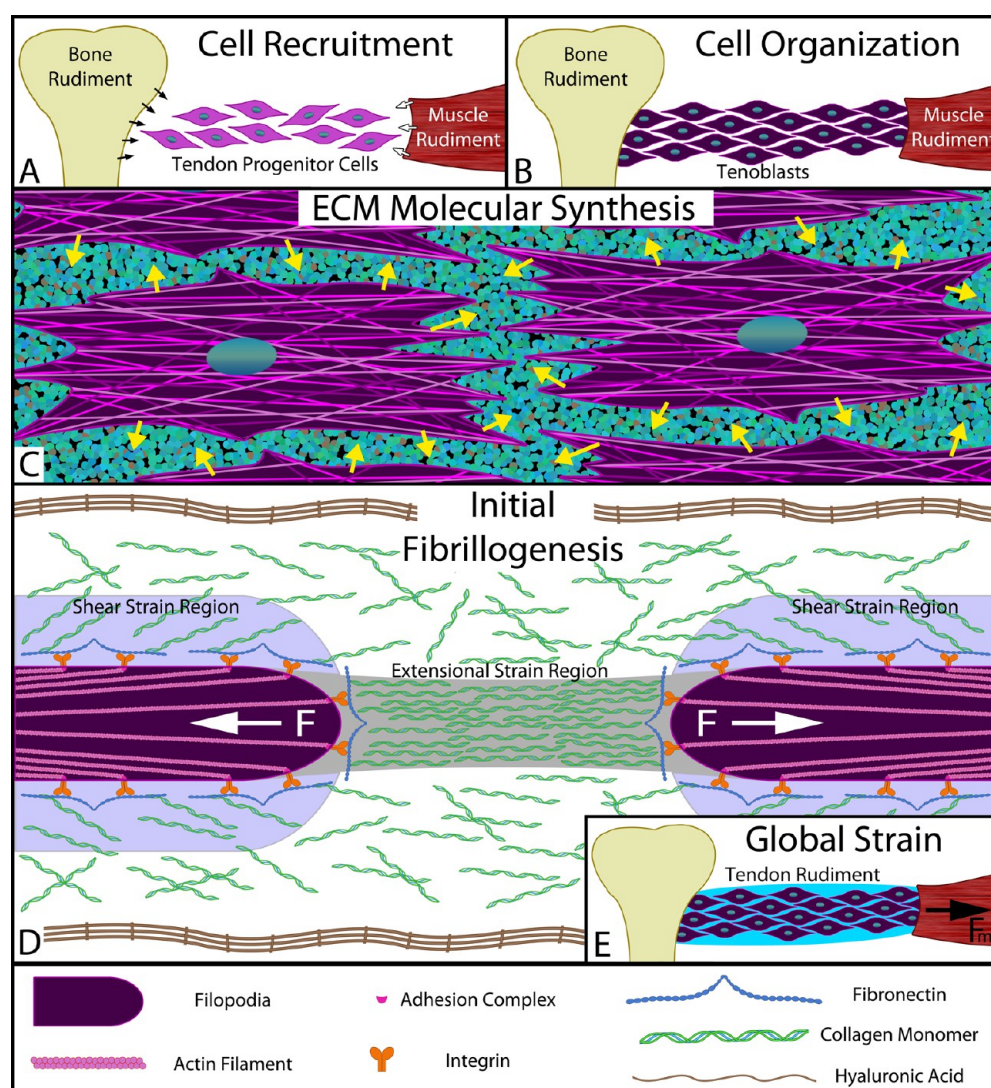 Cell Recruitment
Bone
Rudiment
Muscle
Rudiment
Tendon Progenitor Cells
A
Cell Organization
Bone
Rudiment
Muscle
Rudiment
Tenoblasts
B
ECM Molecular Synthesis
C
Initial
Fibrillogenesis
Shear Strain Region
Shear Strain Region
Extensional Strain Region
F
F
D
Global Strain
Tendon Rudiment
Fm
E
Filopodia
Adhesion Complex
Fibronectin
Collagen Monomer
Actin Filament
Integrin
Hyaluronic Acid